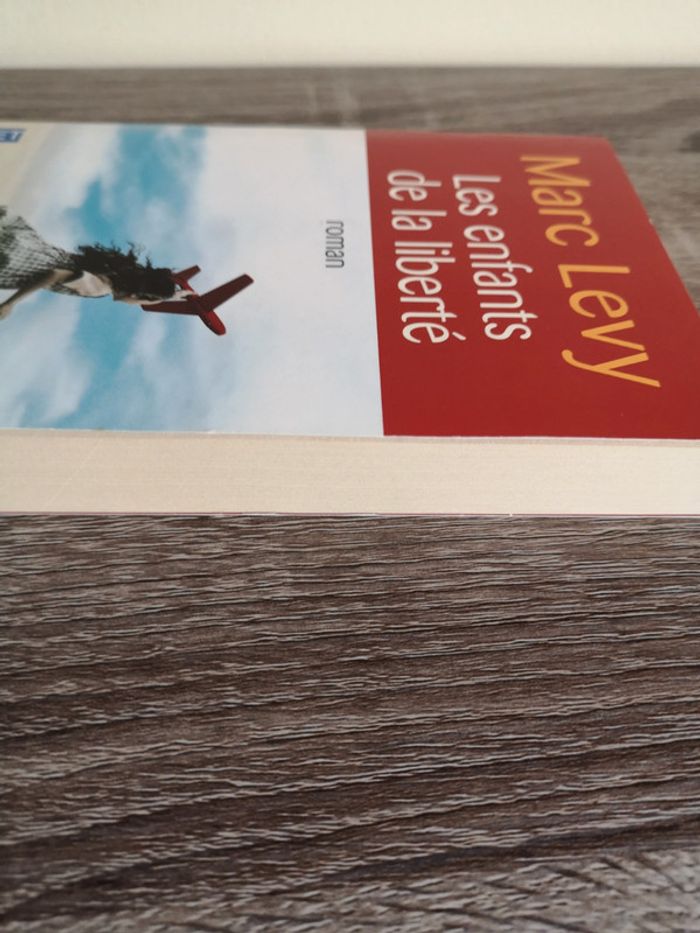 Marc Levy
Les enfants
de la liberté
roman